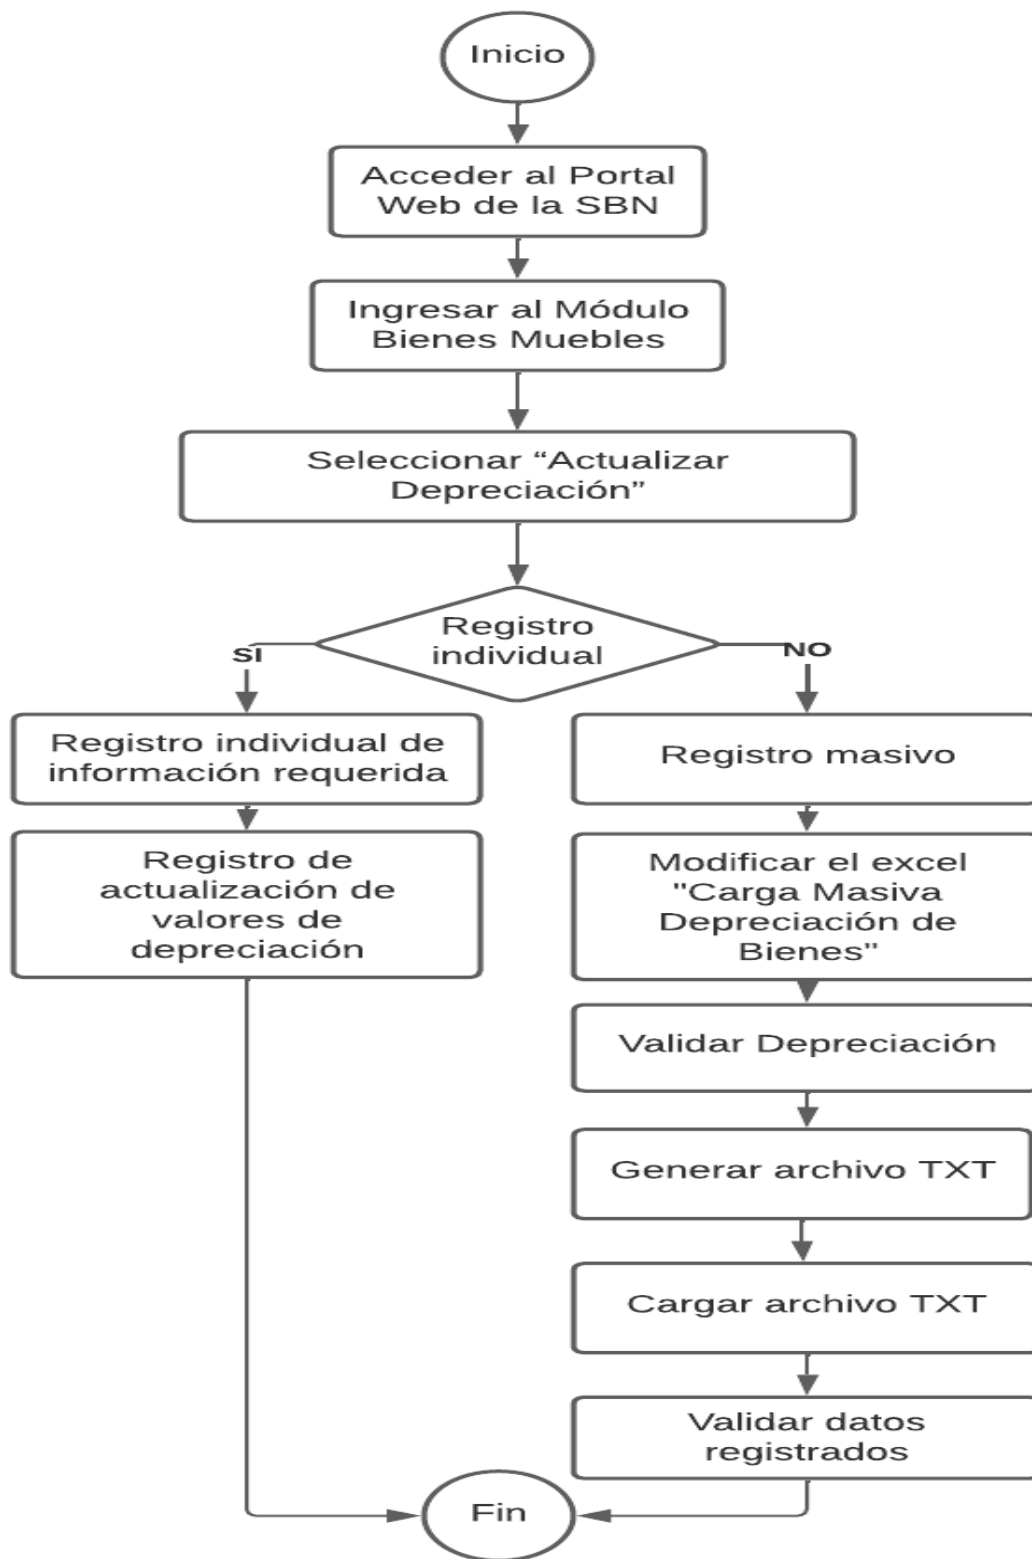 Inicio
Acceder al Portal
Web de la SBN
Ingresar al Módulo
Bienes Muebles
Seleccionar “Actualizar
Depreciación”
Registro
individual
SI
NO
Registro individual de
información requerida
Registro de
actualización de
valores de
depreciación
Registro masivo
Modificar el excel
"Carga Masiva
Depreciación de
Bienes"
Validar Depreciación
Generar archivo TXT
Cargar archivo TXT
Validar datos
registrados
Fin